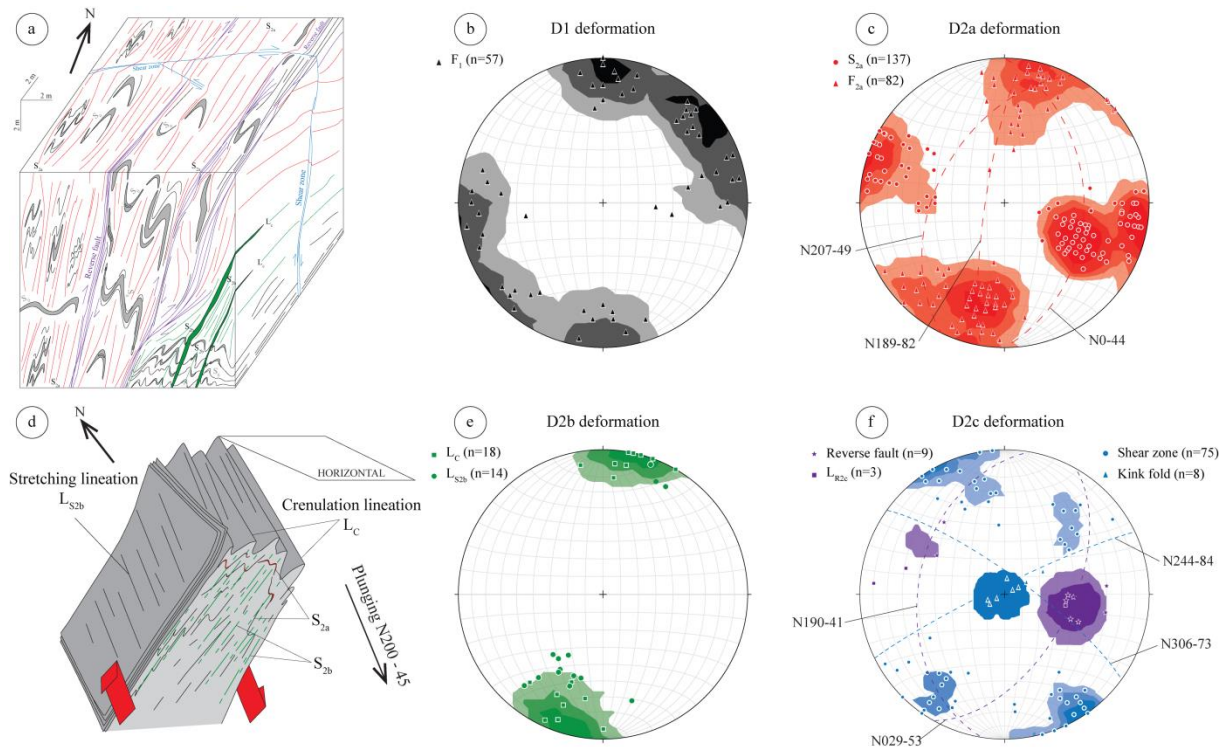 a
N
2 m
2 m
2 m
S2a
Reverse fault
Shear zone
S2a
S2a
Shear zone
Reverse fault
LC
S2a
b
D1 deformation
F1 (n=57)
c
D2a deformation
S2a (n=137)
F2a (n=82)
N207-49
N189-82
N0-44
d
N
HORIZONTAL
Stretching lineation
LS2b
Crenulation lineation
LC
S2a
S2b
Plunging N200 - 45
e
D2b deformation
LC (n=18)
LS2b (n=14)
f
D2c deformation
Reverse fault (n=9)
LR2c (n=3)
Shear zone (n=75)
Kink fold (n=8)
N244-84
N190-41
N306-73
N029-53